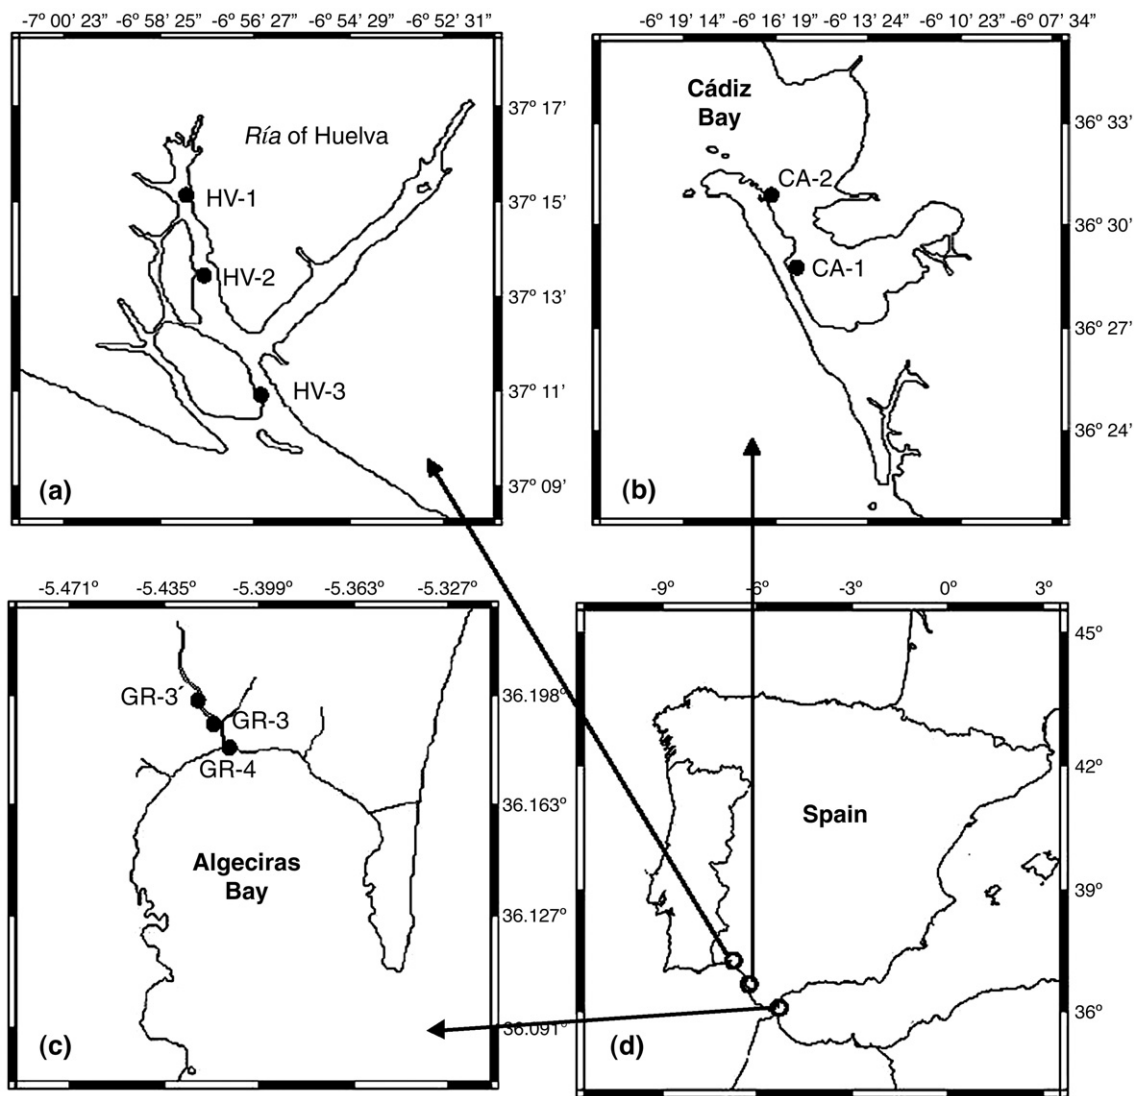 -7º 00’ 23” -6º 58’ 25” -6º 56’ 27” -6º 54’ 29” -6º 52’ 31”
Ría of Huelva
HV-1
HV-2
HV-3
37º 17’
37º 15’
37º 13’
37º 11’
37º 09’
(a)
-6º 19’ 14” -6º 16’ 19” -6º 13’ 24” -6º 10’ 23” -6º 07’ 34”
Cádiz
Bay
CA-2
CA-1
36º 33’
36º 30’
36º 27’
36º 24’
(b)
-5.471º -5.435º -5.399º -5.363º -5.327º
GR-3´
GR-3
GR-4
Algeciras
Bay
36.198º
36.163º
36.127º
36.091º
(c)
-9º -6º -3º 0º 3º
Spain
45º
42º
39º
36º
(d)